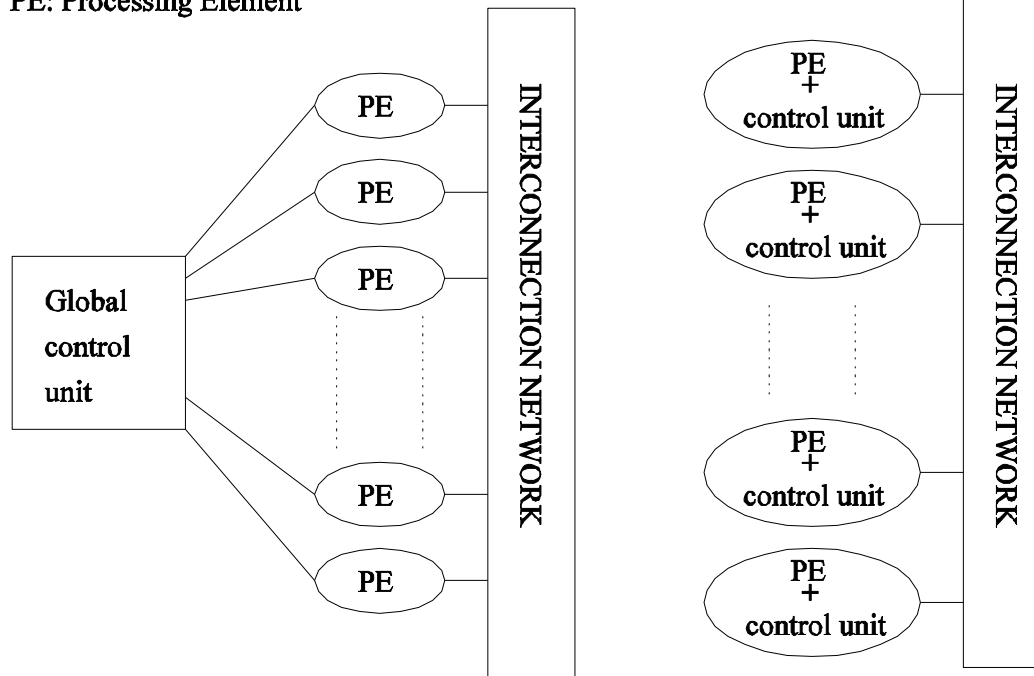 PE: Processing Element
Global
control
unit
PE
PE
PE
PE
PE
INTERCONNECTION NETWORK
PE
+
control unit
PE
+
control unit
PE
+
control unit
PE
+
control unit
INTERCONNECTION NETWORK